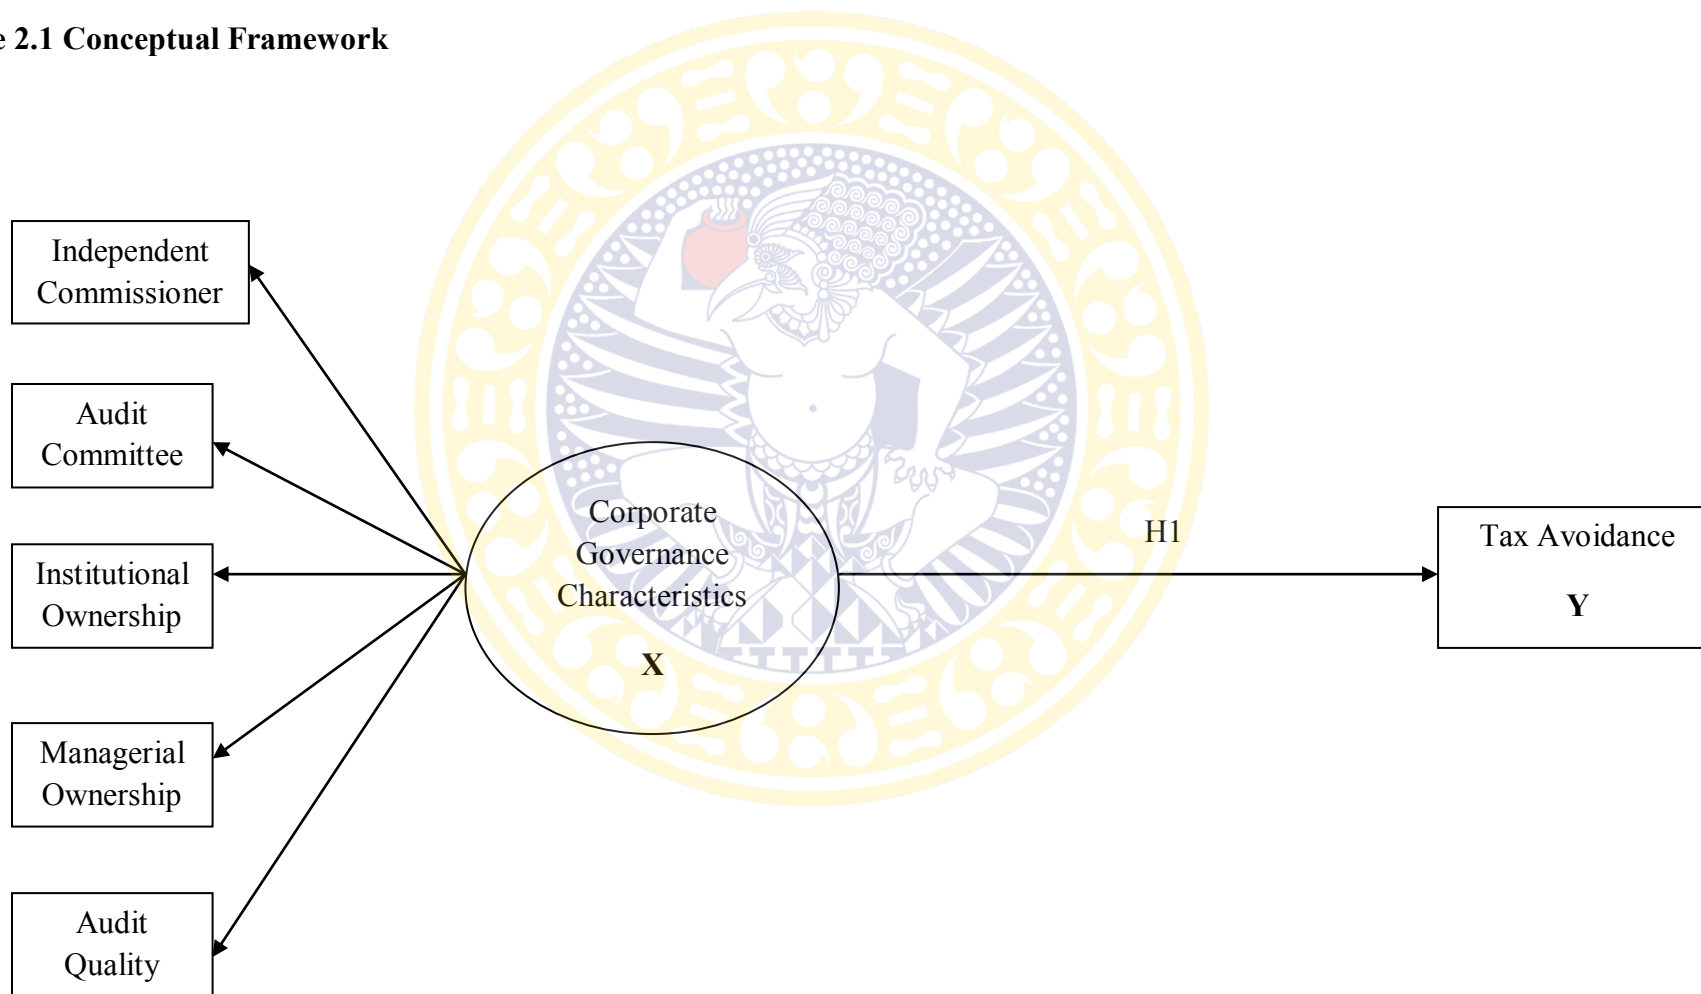 e 2.1 Conceptual Framework
Independent
Commissioner
Audit
Committee
Institutional
Ownership
Managerial
Ownership
Audit
Quality
Corporate
Governance
Characteristics
X
H1
Tax Avoidance
Y